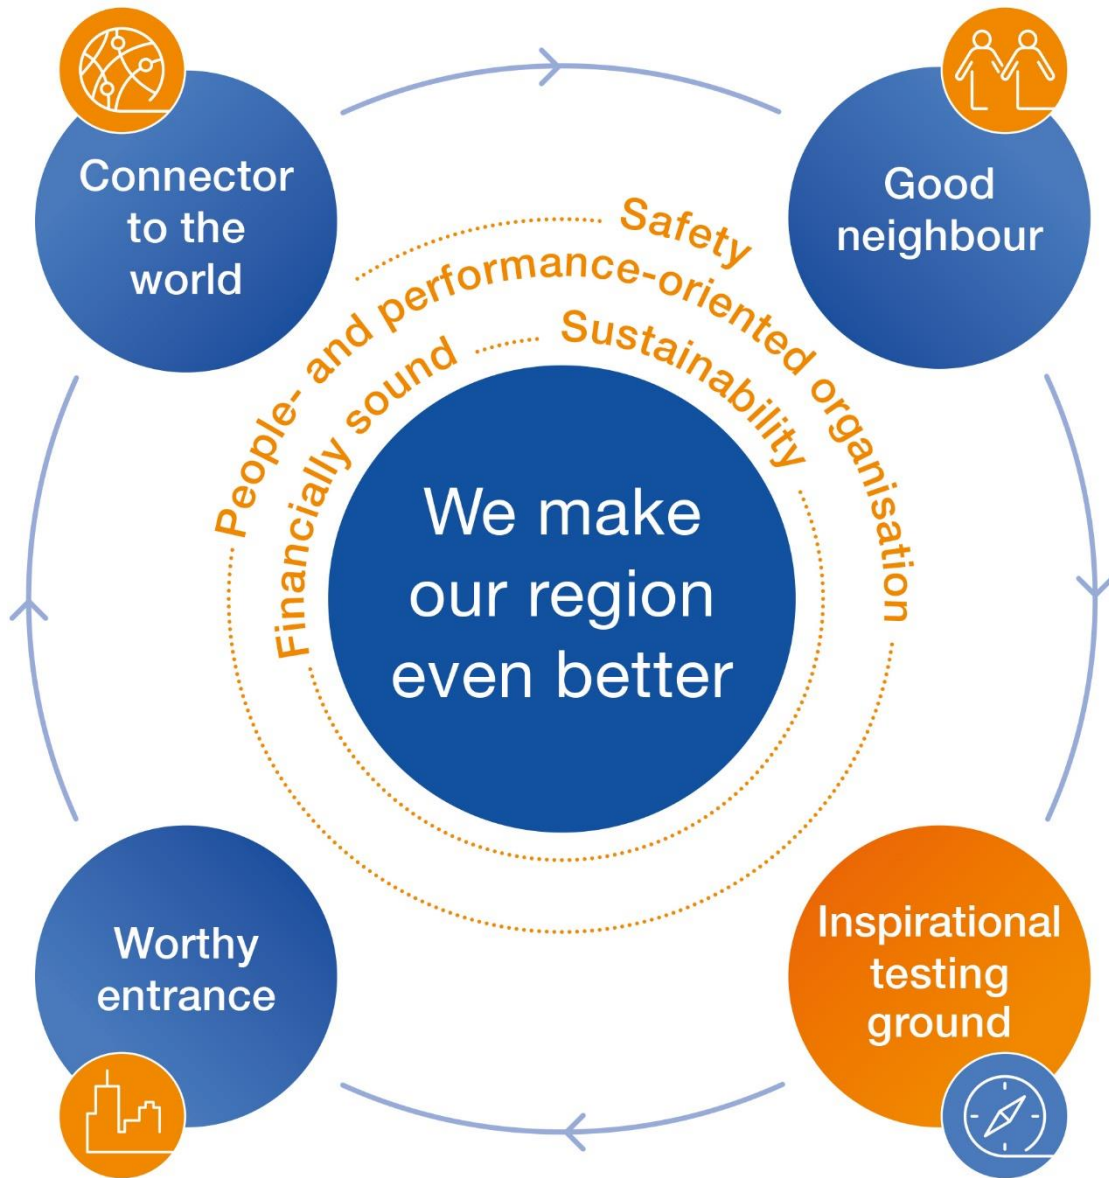 Connector
to the
world
Good
neighbour
Safety
People- and performance-oriented organisation
Financially sound
Sustainability
We make
our region
even better
Worthy
entrance
Inspirational
testing
ground